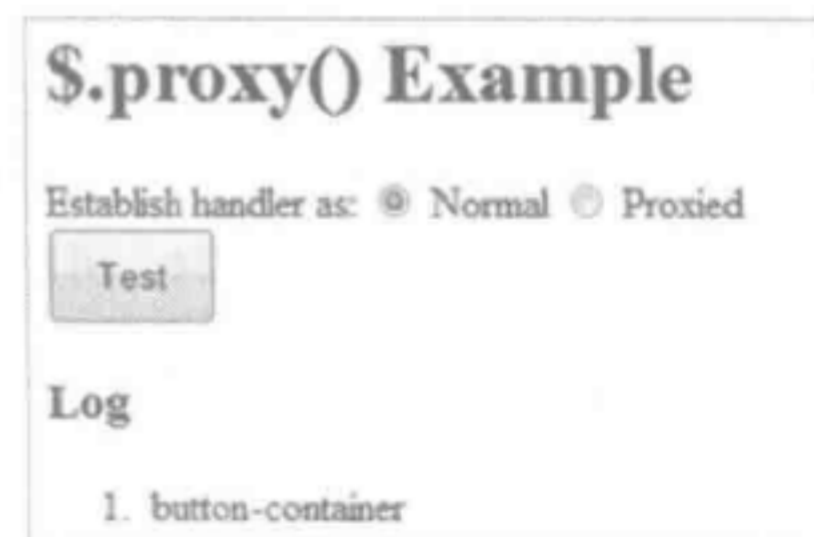 $.proxy() Example
Establish handler as: Normal Proxied
Test
Log
1. button-container